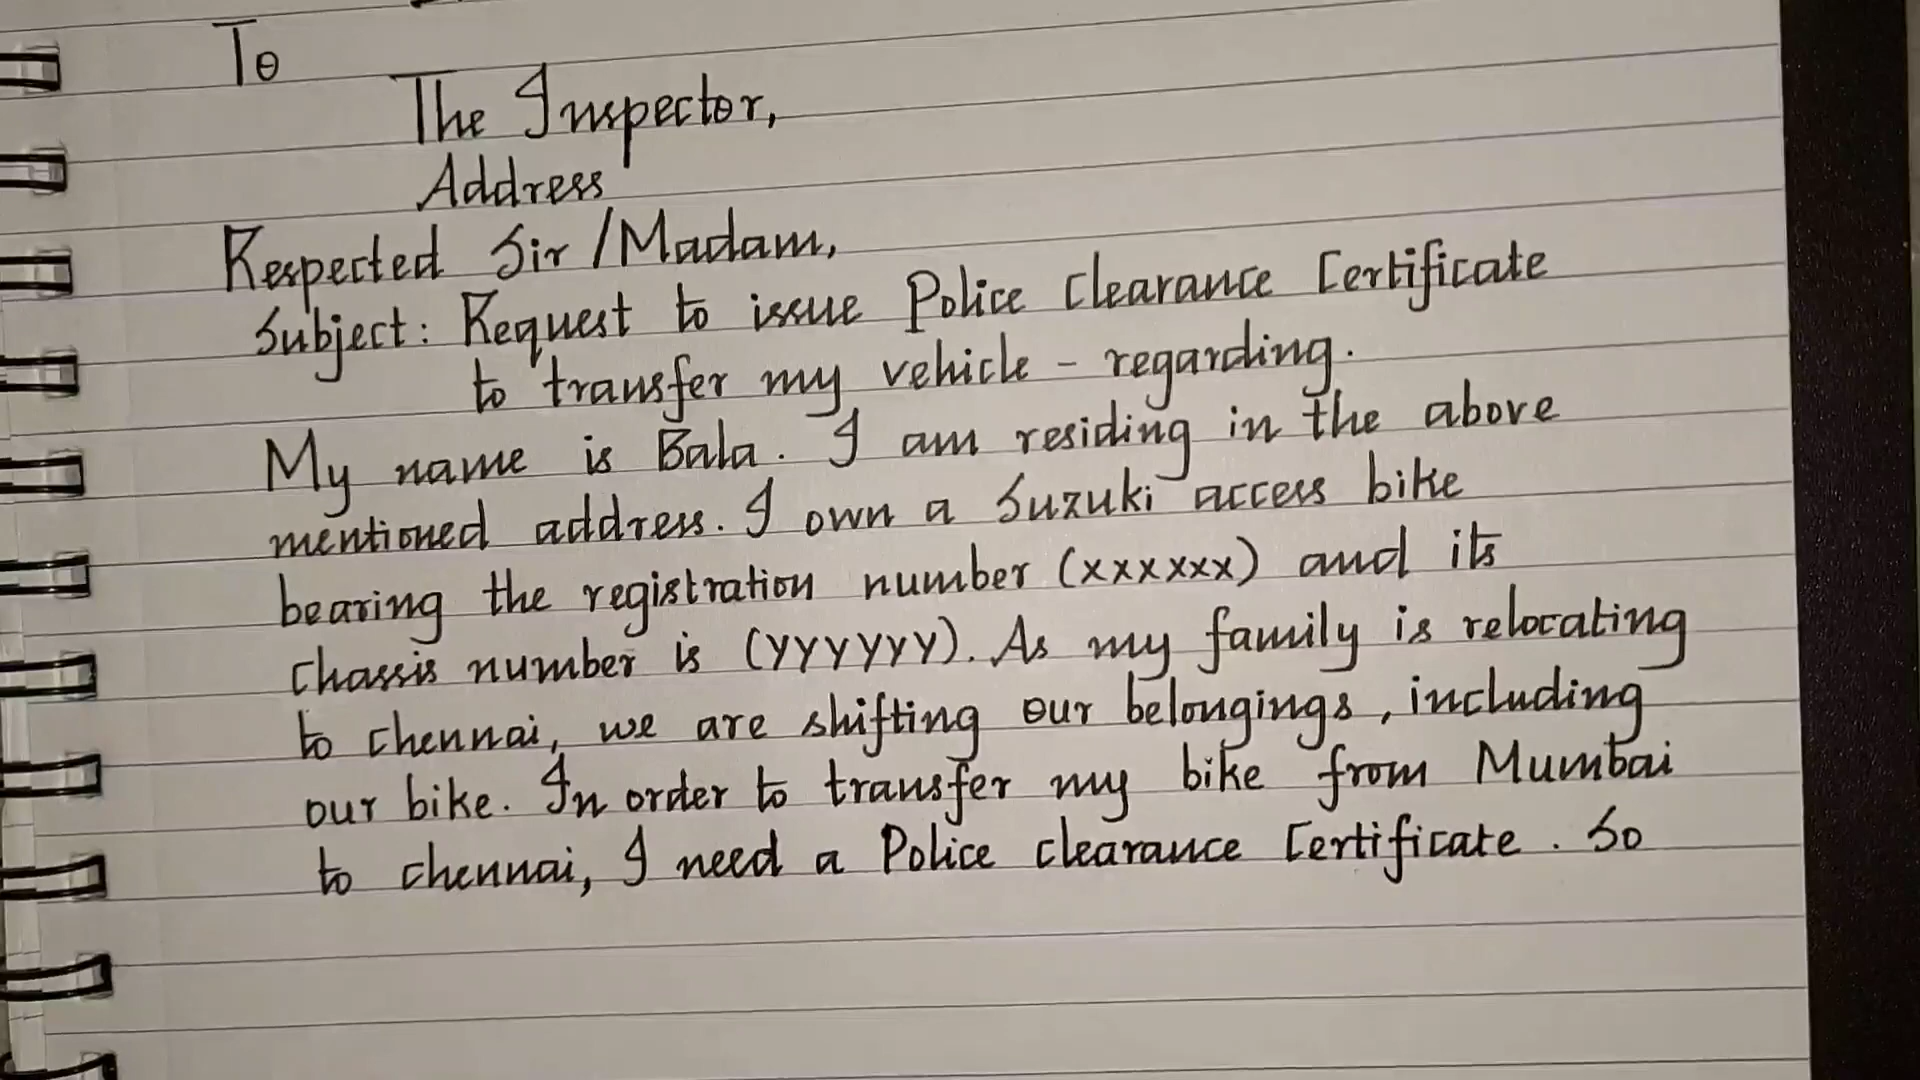 To
The Inspector,
Address
Respected Sir/Madam,
Subject: Request to issue Police Clearance Certificate
to transfer my vehicle - regarding.
My name is Bala. I am residing in the above
mentioned address. I own a Suzuki access bike
bearing the registration number (xxxxxx) and its
Chassis number is (YYYYYY). As my family is relocating
to Chennai, we are shifting our belongings, including
our bike. In order to transfer my bike from Mumbai
to Chennai, I need a Police Clearance Certificate. So